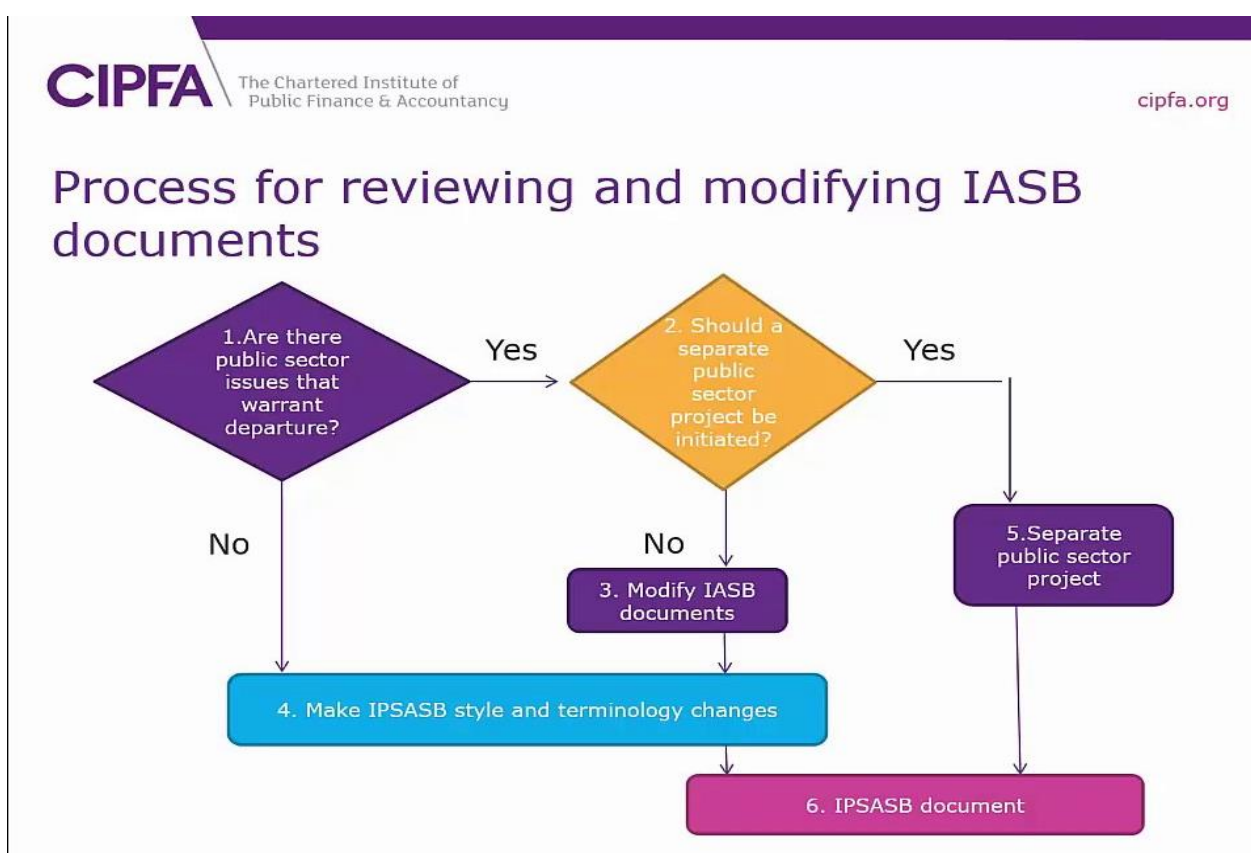 CIPFA
The Chartered Institute of
Public Finance & Accountancy
cipfa.org
Process for reviewing and modifying IASB
documents
1.Are there
public sector
issues that
warrant
departure?
Yes
2. Should a
separate
public
sector
project be
initiated?
Yes
No
No
3. Modify IASB
documents
5.Separate
public sector
project
4. Make IPSASB style and terminology changes
6. IPSASB document